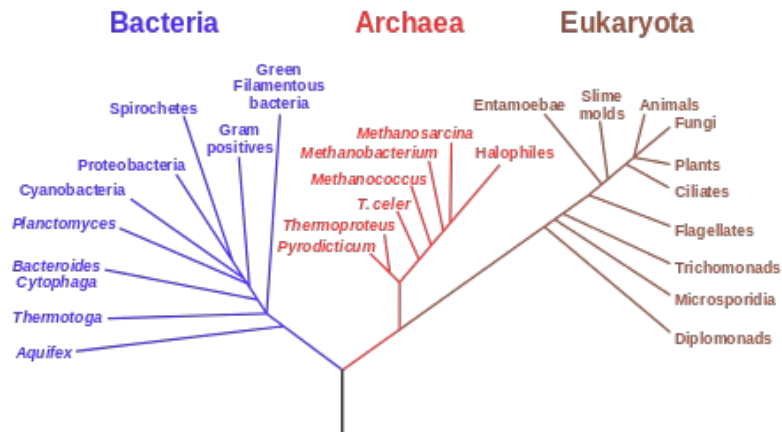 Bacteria
Archaea
Eukaryota
Green
Filamentous
bacteria
Spirochetes
Gram
positives
Proteobacteria
Cyanobacteria
Planctomyces
Bacteroides
Cytophaga
Thermotoga
Aquifex
Methanosarcina
Methanobacterium
Halophiles
Methanococcus
T. celer
Thermoproteus
Pyrodicticum
Entamoebae
Slime
molds
Animals
Fungi
Plants
Ciliates
Flagellates
Trichomonads
Microsporidia
Diplomonads